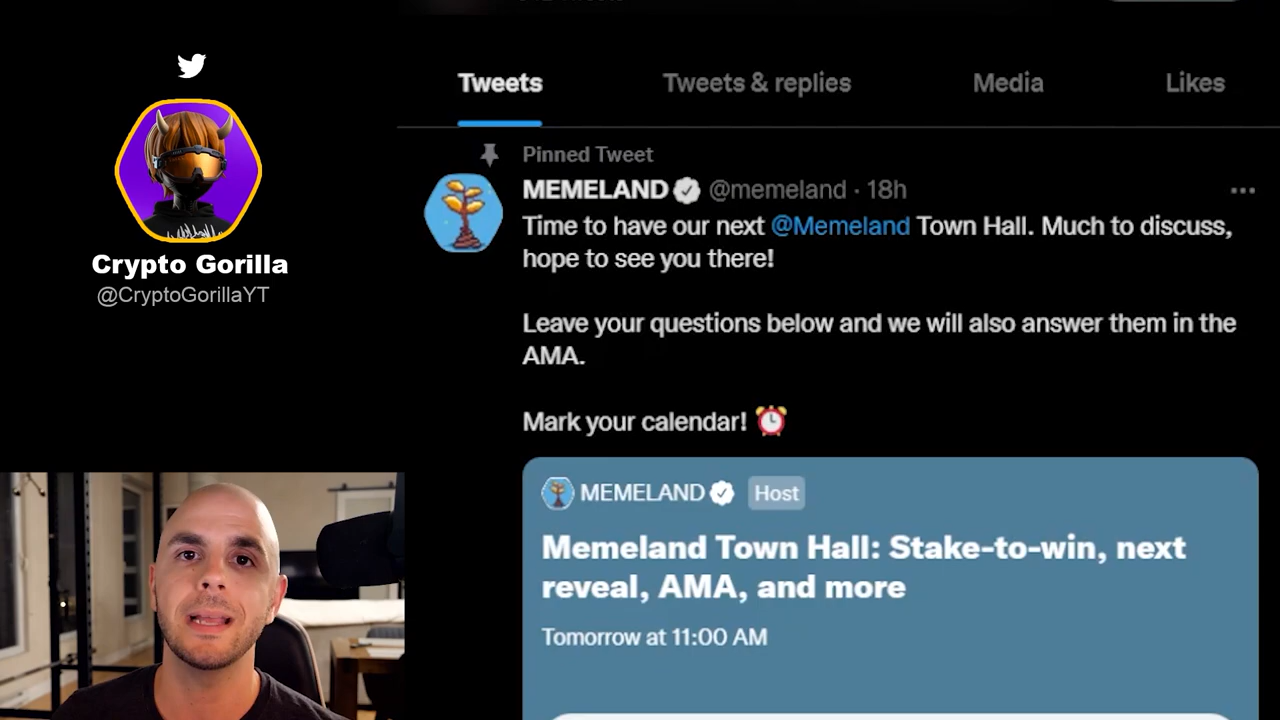 Tweets
Tweets & replies
Media
Likes
Crypto Gorilla
@CryptoGorillaYT
Pinned Tweet
MEMELAND @memeland · 18h
Time to have our next @Memeland Town Hall. Much to discuss,
hope to see you there!
Leave your questions below and we will also answer them in the
AMA.
Mark your calendar! ⏰
MEMELAND Host
Memeland Town Hall: Stake-to-win, next
reveal, AMA, and more
Tomorrow at 11:00 AM